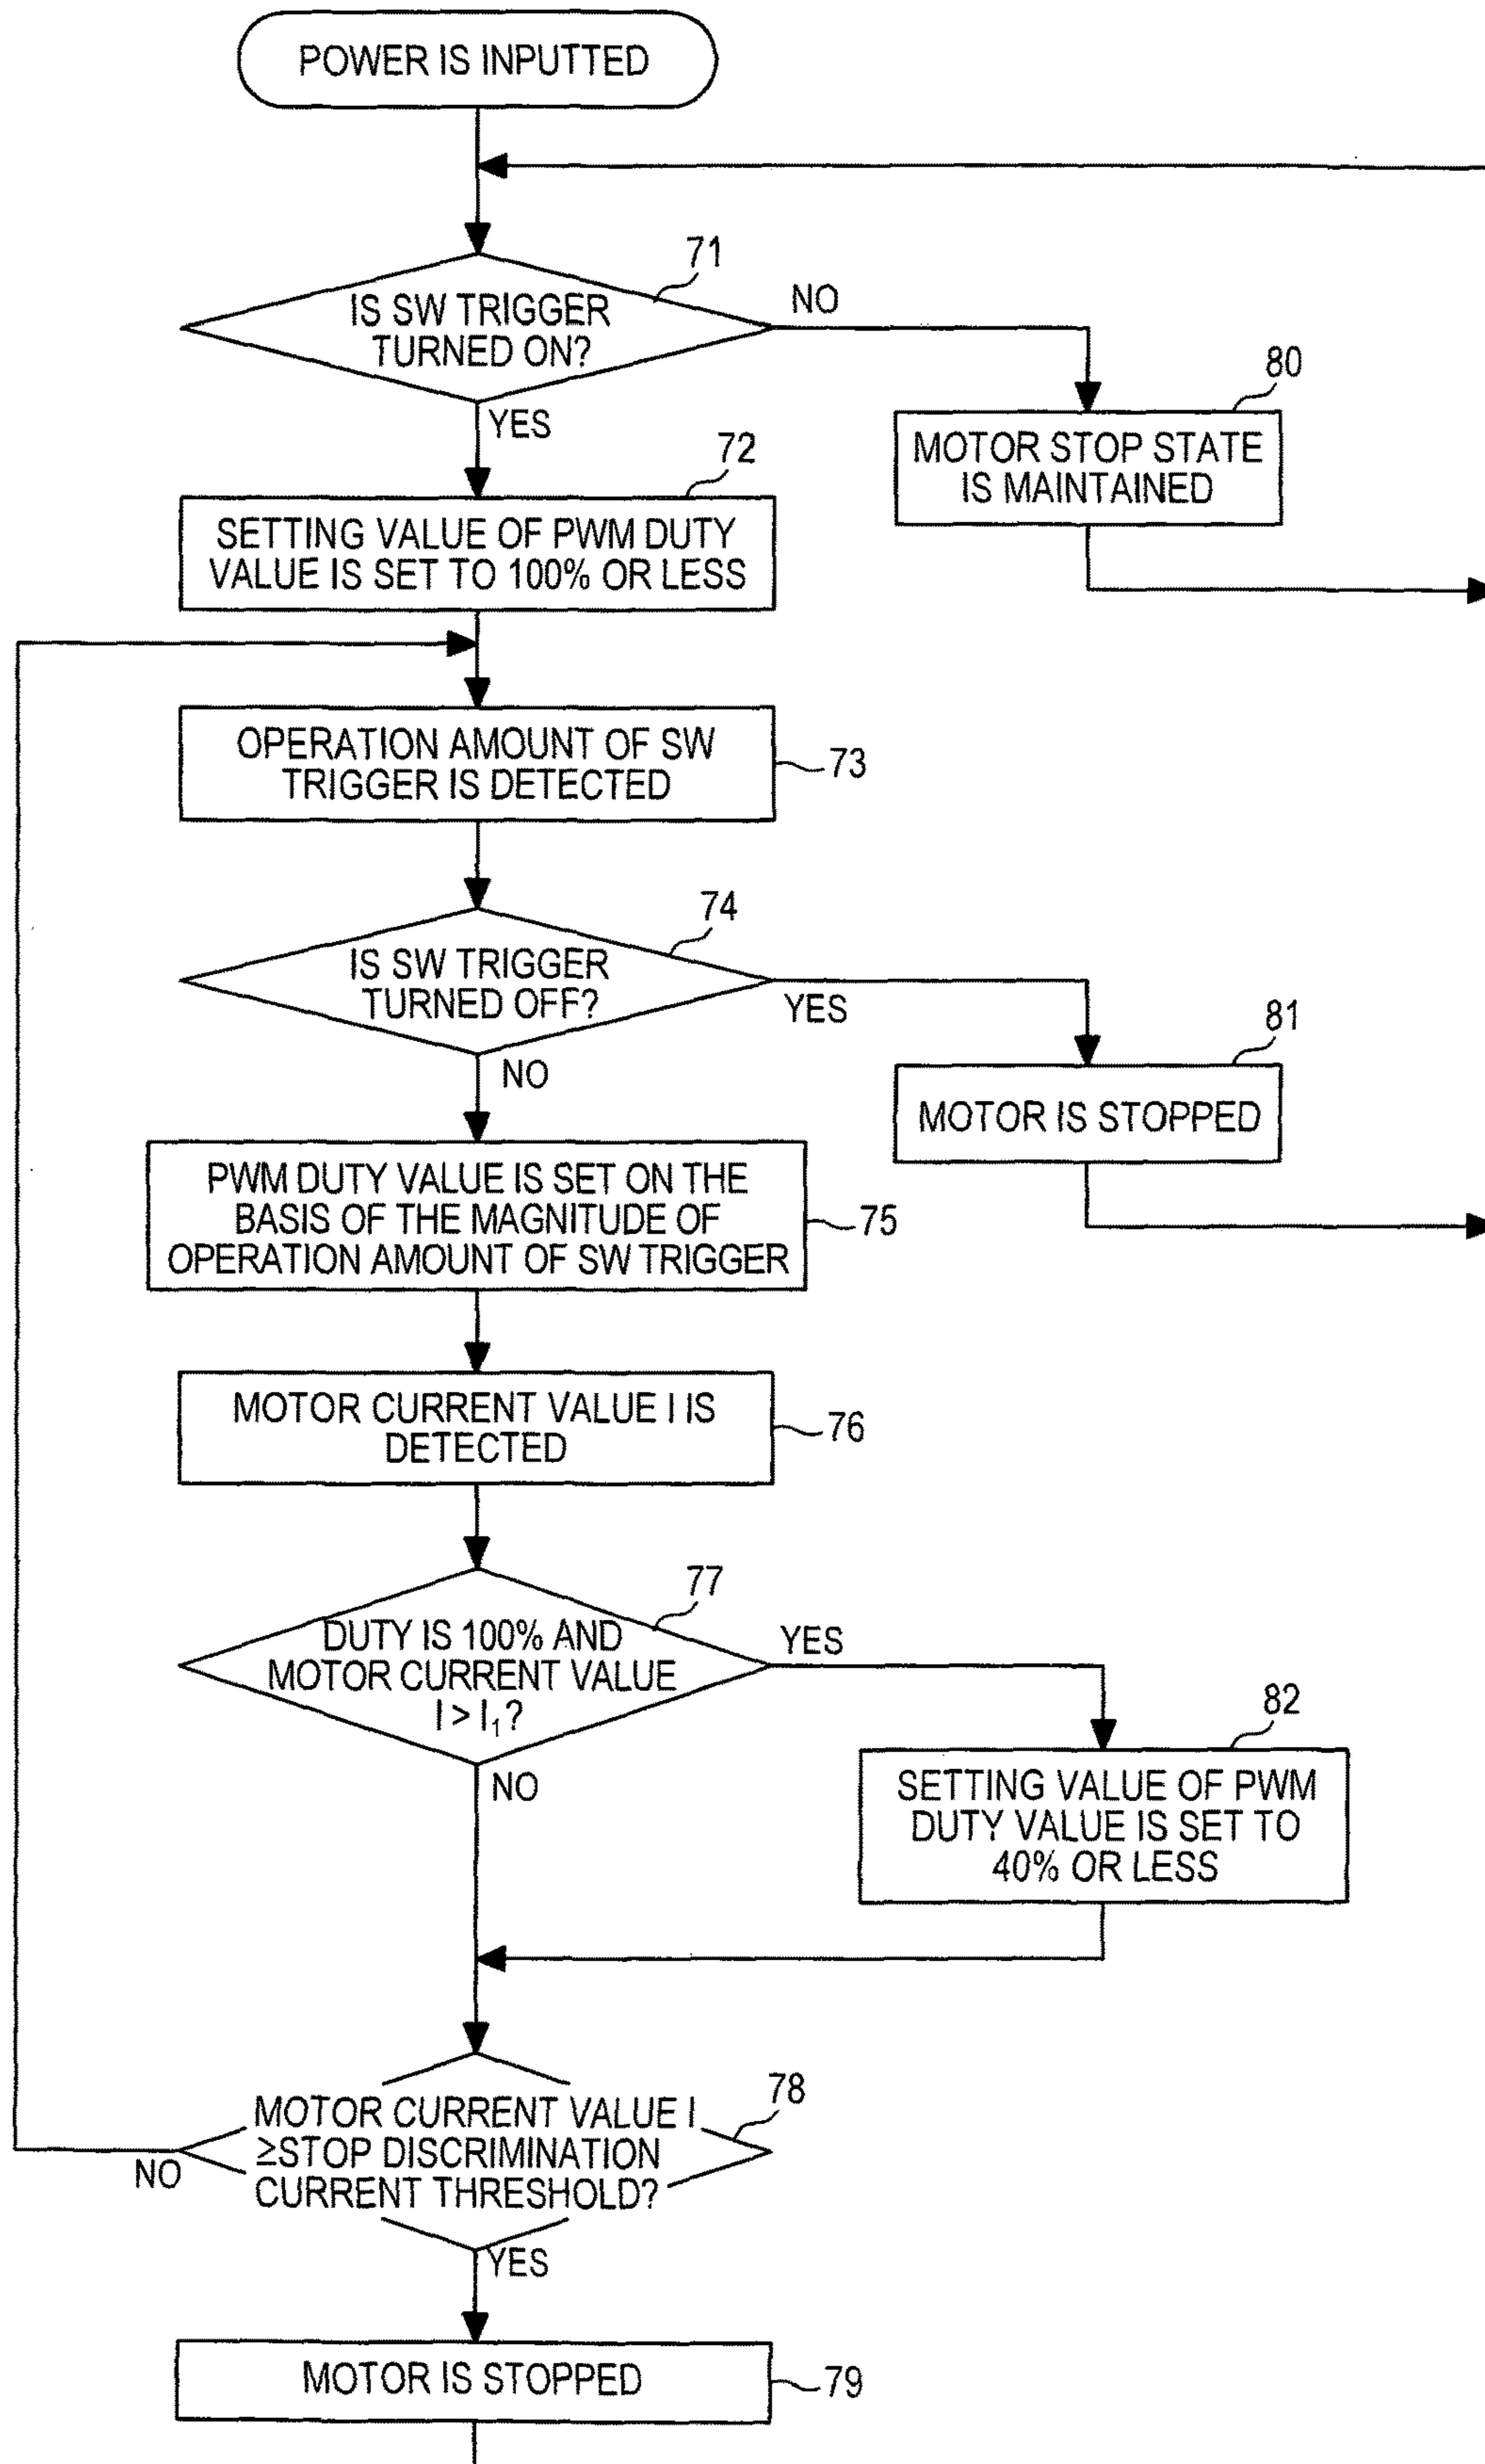 POWER IS INPUTTED
71
IS SW TRIGGER
TURNED ON?
NO
YES
80
MOTOR STOP STATE
IS MAINTAINED
72
SETTING VALUE OF PWM DUTY
VALUE IS SET TO 100% OR LESS
OPERATION AMOUNT OF SW
TRIGGER IS DETECTED
73
74
IS SW TRIGGER
TURNED OFF?
YES
NO
81
MOTOR IS STOPPED
PWM DUTY VALUE IS SET ON THE
BASIS OF THE MAGNITUDE OF
OPERATION AMOUNT OF SW TRIGGER
75
MOTOR CURRENT VALUE I IS
DETECTED
76
77
DUTY IS 100% AND
MOTOR CURRENT VALUE
I > I₁?
YES
NO
82
SETTING VALUE OF PWM
DUTY VALUE IS SET TO
40% OR LESS
78
MOTOR CURRENT VALUE I
≥STOP DISCRIMINATION
CURRENT THRESHOLD?
NO
YES
MOTOR IS STOPPED
79